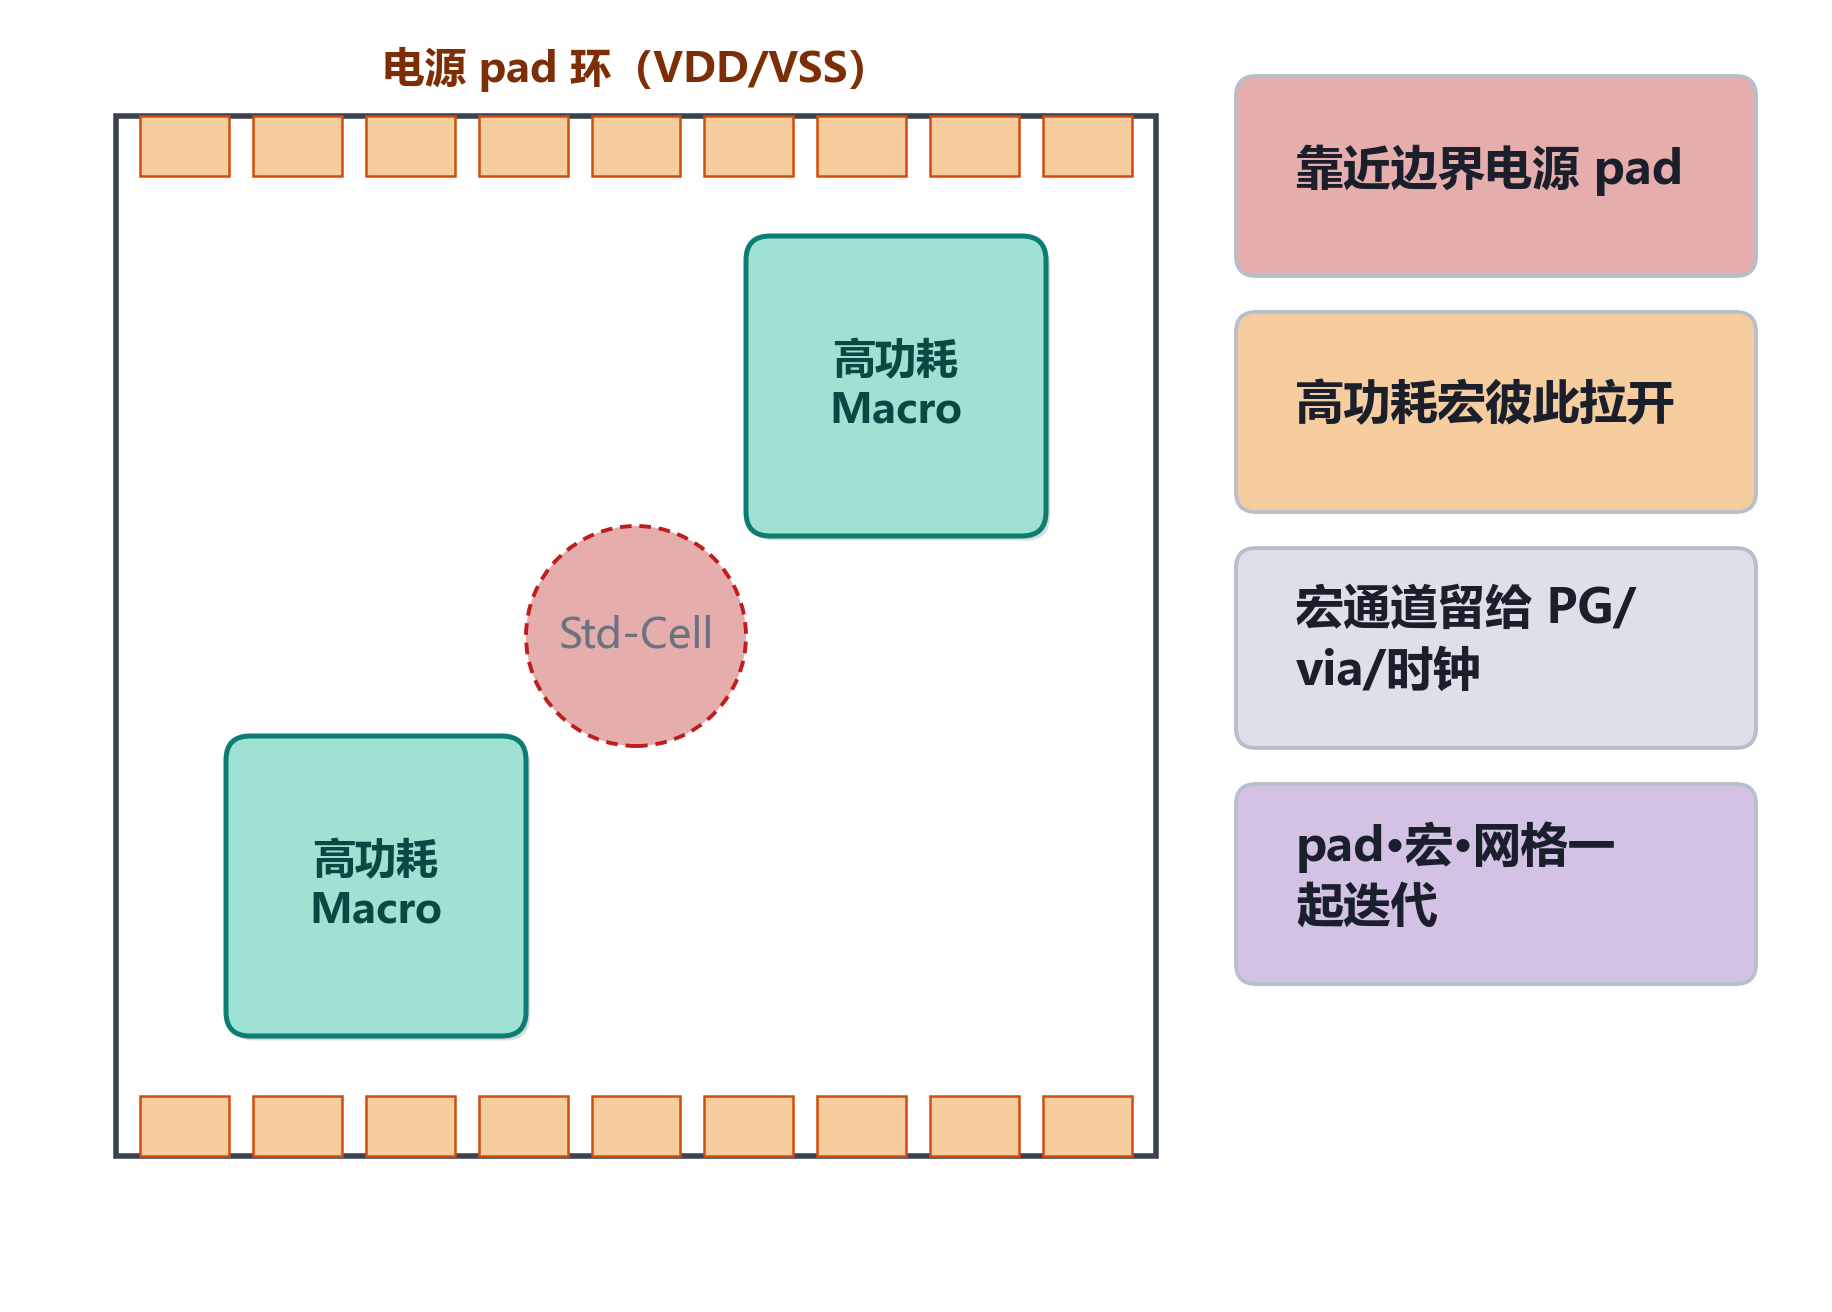 电源 pad 环（VDD/VSS）
高功耗
Macro
Std-Cell
高功耗
Macro
靠近边界电源 pad
高功耗宏彼此拉开
宏通道留给 PG/
via/时钟
pad·宏·网格一
起迭代